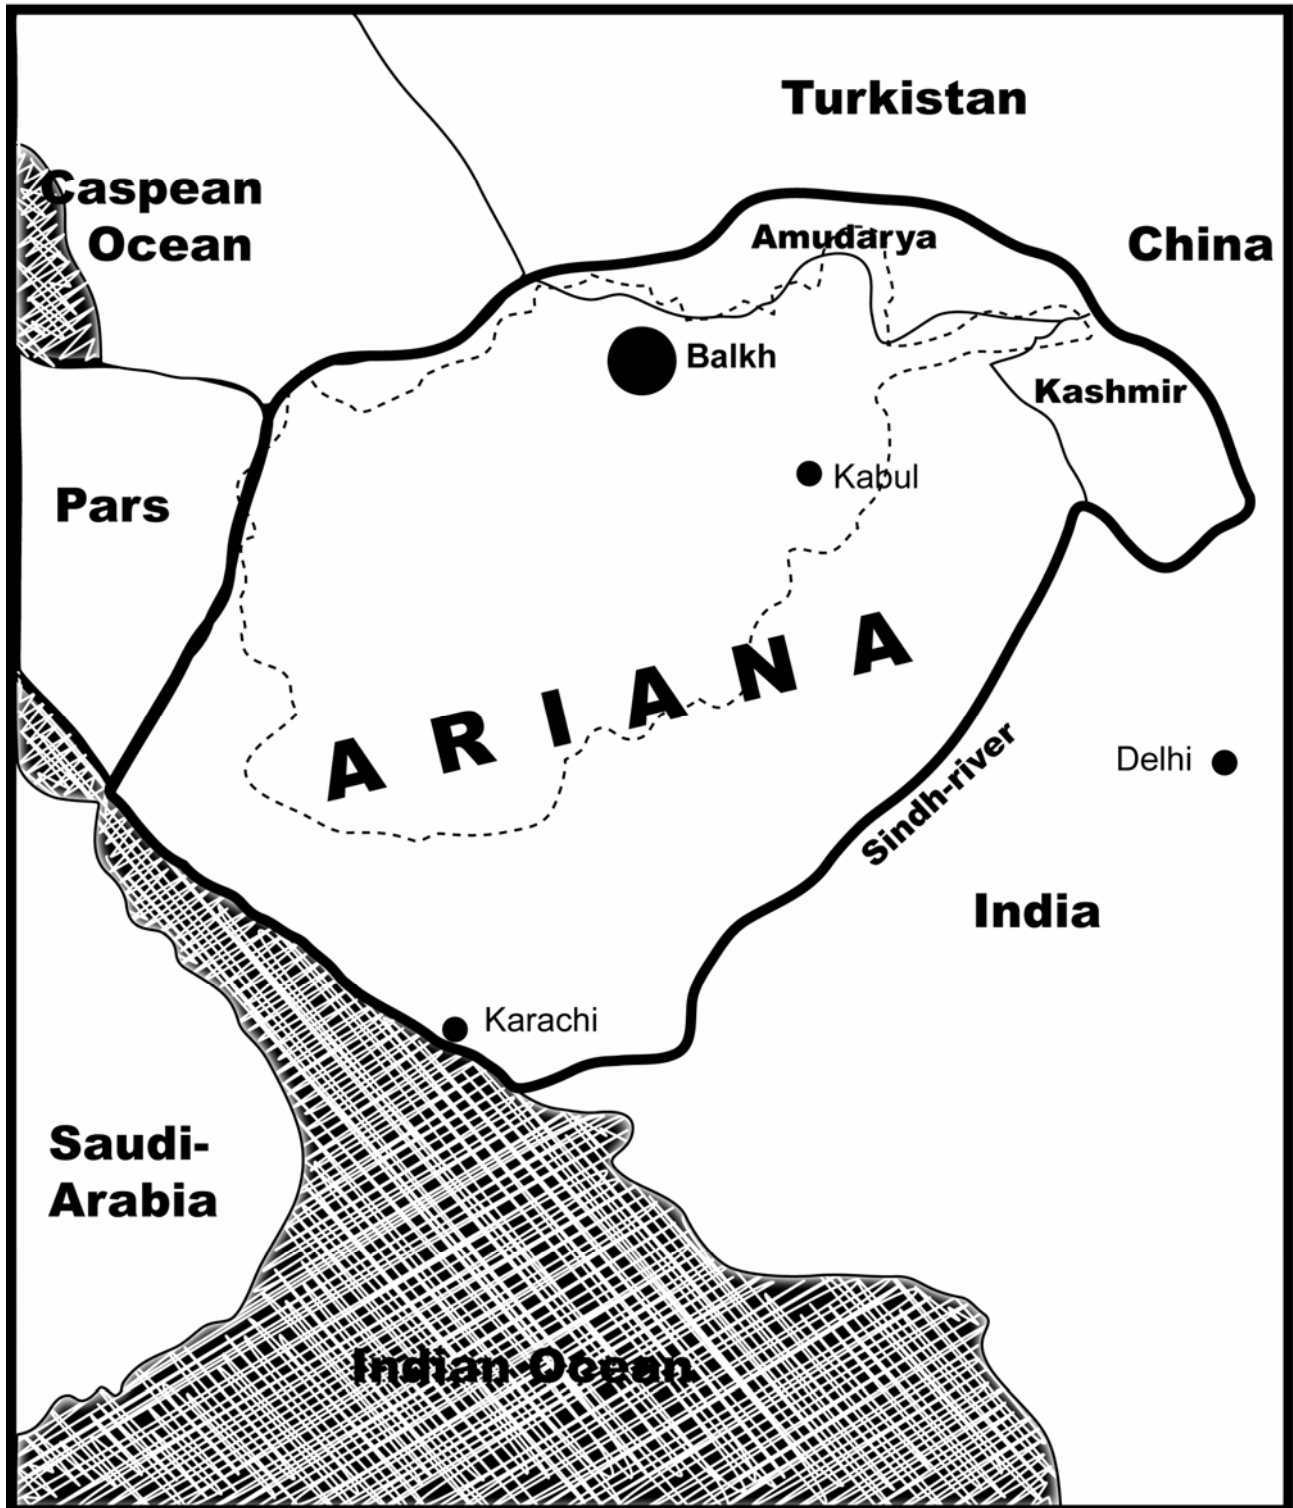 Turkistan
Caspean
Ocean
Amudarya
China
Balkh
Kashmir
Kabul
Pars
ARIANA
Sindh-river
Delhi
India
Karachi
Saudi-
Arabia
Indian Ocean